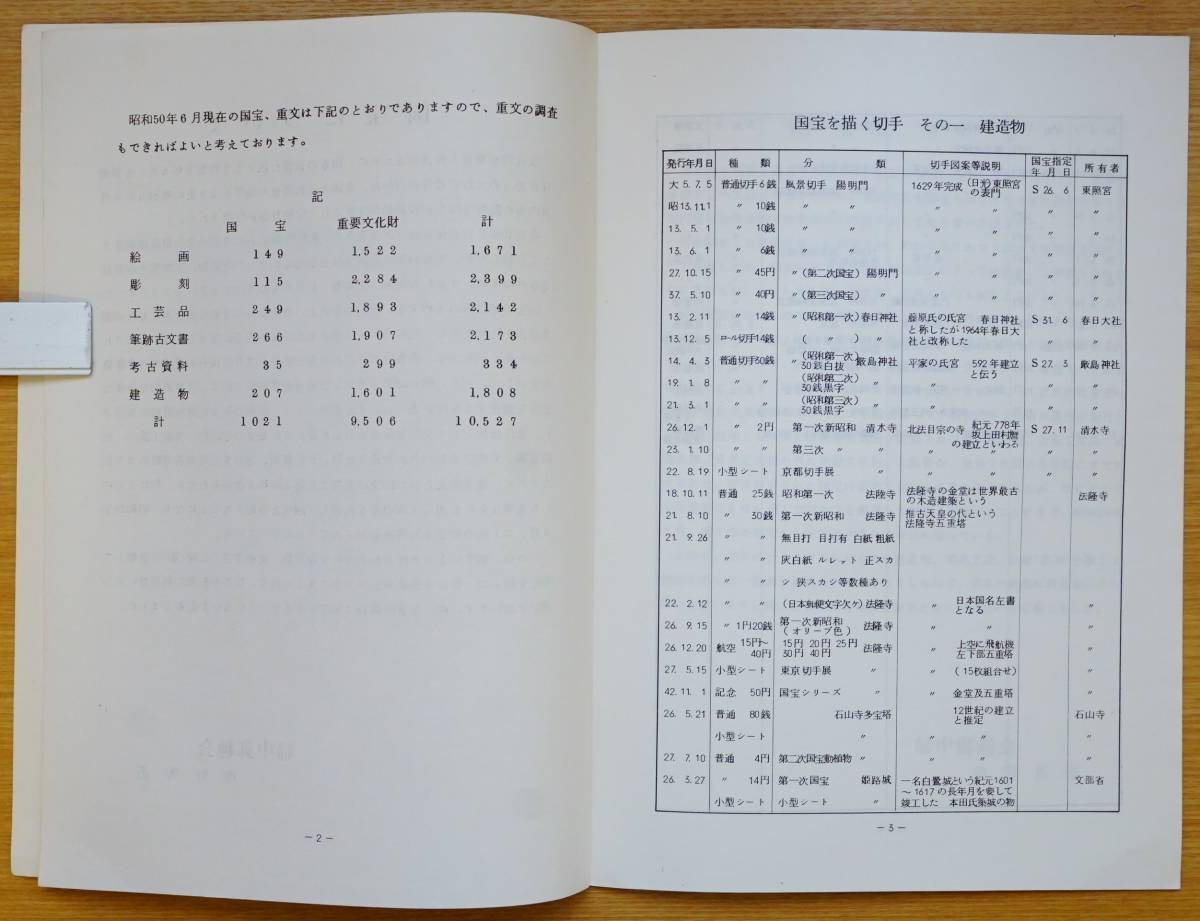 昭和50年6月現在の国宝、重文は下記のとおりでありますので、重文の調査
もできればよいと考えております。
記
国宝 重要文化財 計
絵画 149 1,522 1,671
彫刻 115 2,284 2,399
工芸品 249 1,893 2,142
筆跡古文書 266 1,907 2,173
考古資料 35 299 334
建造物 207 1,601 1,808
計 1021 9,506 10,527
－2－
国宝を描く切手 その一 建造物
発行年月日 種類 分類 切手図案等説明 国宝指定年月日 所有者
大5.7.5 普通切手6銭 風景切手 陽明門 1629年完成(日光)東照宮の表門 S26.6 東照宮
昭13.11.1 〃 10銭 〃 〃 〃 〃 〃 〃
13.5.1 〃 10銭 〃 〃 〃 〃 〃 〃
13.6.1 〃 6銭 〃 〃 〃 〃 〃 〃
27.10.15 〃 45円 〃(第二次国宝) 陽明門 〃 〃 〃 〃
37.5.10 〃 40円 〃(第三次国宝) 〃 〃 〃 〃 〃
13.2.11 〃 14銭 〃(昭和第一次)春日神社 藤原氏の氏宮 春日神社 S31.6 春日大社
と称したが1964年春日大
13.12.5 ロール切手14銭 ( 〃 ) 〃 社と改称した 〃 〃
14.4.3 普通切手30銭 (昭和第一次)30銭白抜 厳島神社 平家の氏宮 592年建立と伝う S27.3 厳島神社
19.1.8 〃 〃 (昭和第二次)30銭黒字 〃 〃 〃 〃 〃
21.3.1 〃 〃 (昭和第三次)30銭黒字 〃 〃 〃 〃
26.12.1 〃 2円 第一次新昭和 清水寺 北法目宗の寺 紀元778年 S27.11 清水寺
坂上田村麿の建立といわる
23.1.10 〃 第三次 〃 〃 〃 〃 〃 〃
22.8.19 小型シート 京都切手展 〃 〃 〃 〃 〃
18.10.11 普通 25銭 昭和第一次 法隆寺 法隆寺の金堂は世界最古の木造建築という 法隆寺
21.8.10 〃 30銭 第一次新昭和 法隆寺 推古天皇の代という法隆寺五重塔
21.9.26 〃 〃 無目打 目打有 白紙 粗紙
〃 〃 灰白紙 ルレット 正スカ
〃 〃 シ 狭スカシ等数種あり
22.2.12 〃 〃 (日本郵便文字欠ケ)法隆寺 〃 日本国名左書となる 〃
26.9.15 〃 1円20銭 第一次新昭和(オリーブ色) 法隆寺 〃 〃 〃
26.12.20 航空 15円〜40円 15円 20円 25円 30円 40円 法隆寺 〃 上空に飛航機左下部五重塔 〃
27.5.15 小型シート 東京切手展 〃 〃 (15枚組合せ) 〃
42.11.1 記念 50円 国宝シリーズ 〃 〃 金堂及五重塔 〃
26.5.21 普通 80銭 石山寺多宝塔 12世紀の建立と推定 石山寺
小型シート 〃 〃 〃 〃
27.7.10 普通 4円 第二次国宝動植物 〃 〃 〃 〃
26.3.27 〃 14円 第一次国宝 姫路城 一名白鷺城という紀元1601 文部省
〜1617の長年月を要して
小型シート 小型シート 〃 竣工した 本田氏築城の物
－3－